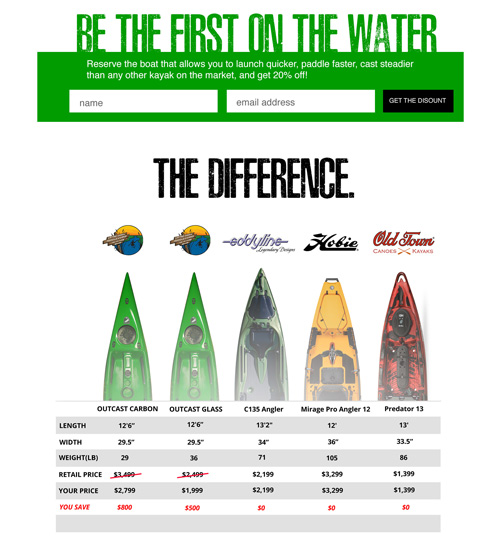 BE THE FIRST ON THE WATER
Reserve the boat that allows you to launch quicker, paddle faster, cast steadier
than any other kayak on the market, and get 20% off!
name email address GET THE DISOUNT
THE DIFFERENCE.
eddyline Hobie Old Town
Legendary Designs CANOES KAYAKS
OUTCAST CARBON OUTCAST GLASS C135 Angler Mirage Pro Angler 12 Predator 13
LENGTH 12'6" 12'6" 13'2" 12' 13'
WIDTH 29.5" 29.5" 34" 36" 33.5"
WEIGHT(LB) 29 36 71 105 86
RETAIL PRICE $3,499 $2,499 $2,199 $3,299 $1,399
YOUR PRICE $2,799 $1,999 $2,199 $3,299 $1,399
YOU SAVE $800 $500 $0 $0 $0